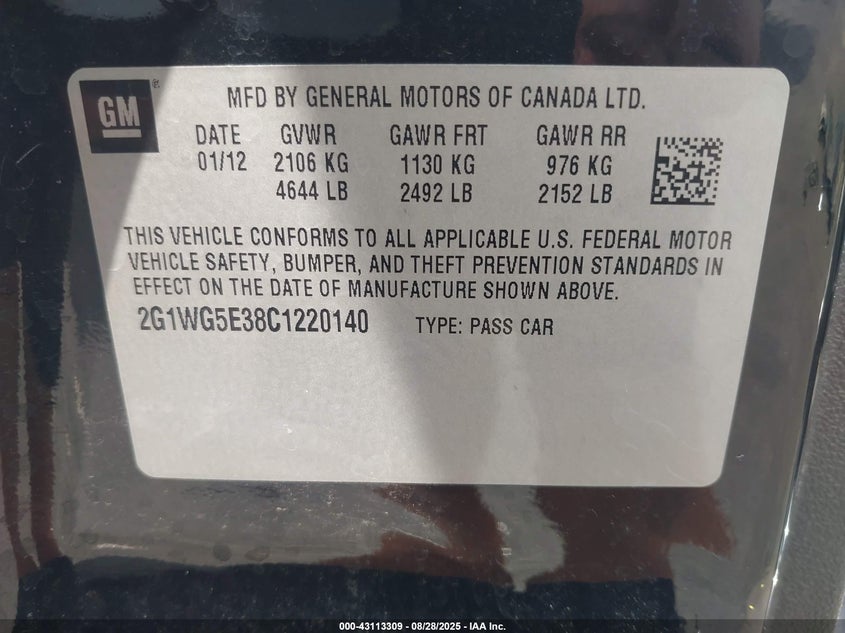 GM
MFD BY GENERAL MOTORS OF CANADA LTD.
DATE GVWR GAWR FRT GAWR RR
01/12 2106 KG 1130 KG 976 KG
4644 LB 2492 LB 2152 LB
THIS VEHICLE CONFORMS TO ALL APPLICABLE U.S. FEDERAL MOTOR
VEHICLE SAFETY, BUMPER, AND THEFT PREVENTION STANDARDS IN
EFFECT ON THE DATE OF MANUFACTURE SHOWN ABOVE.
2G1WG5E38C1220140 TYPE: PASS CAR
000-43113309 | 08/28/2025 - IAA Inc.